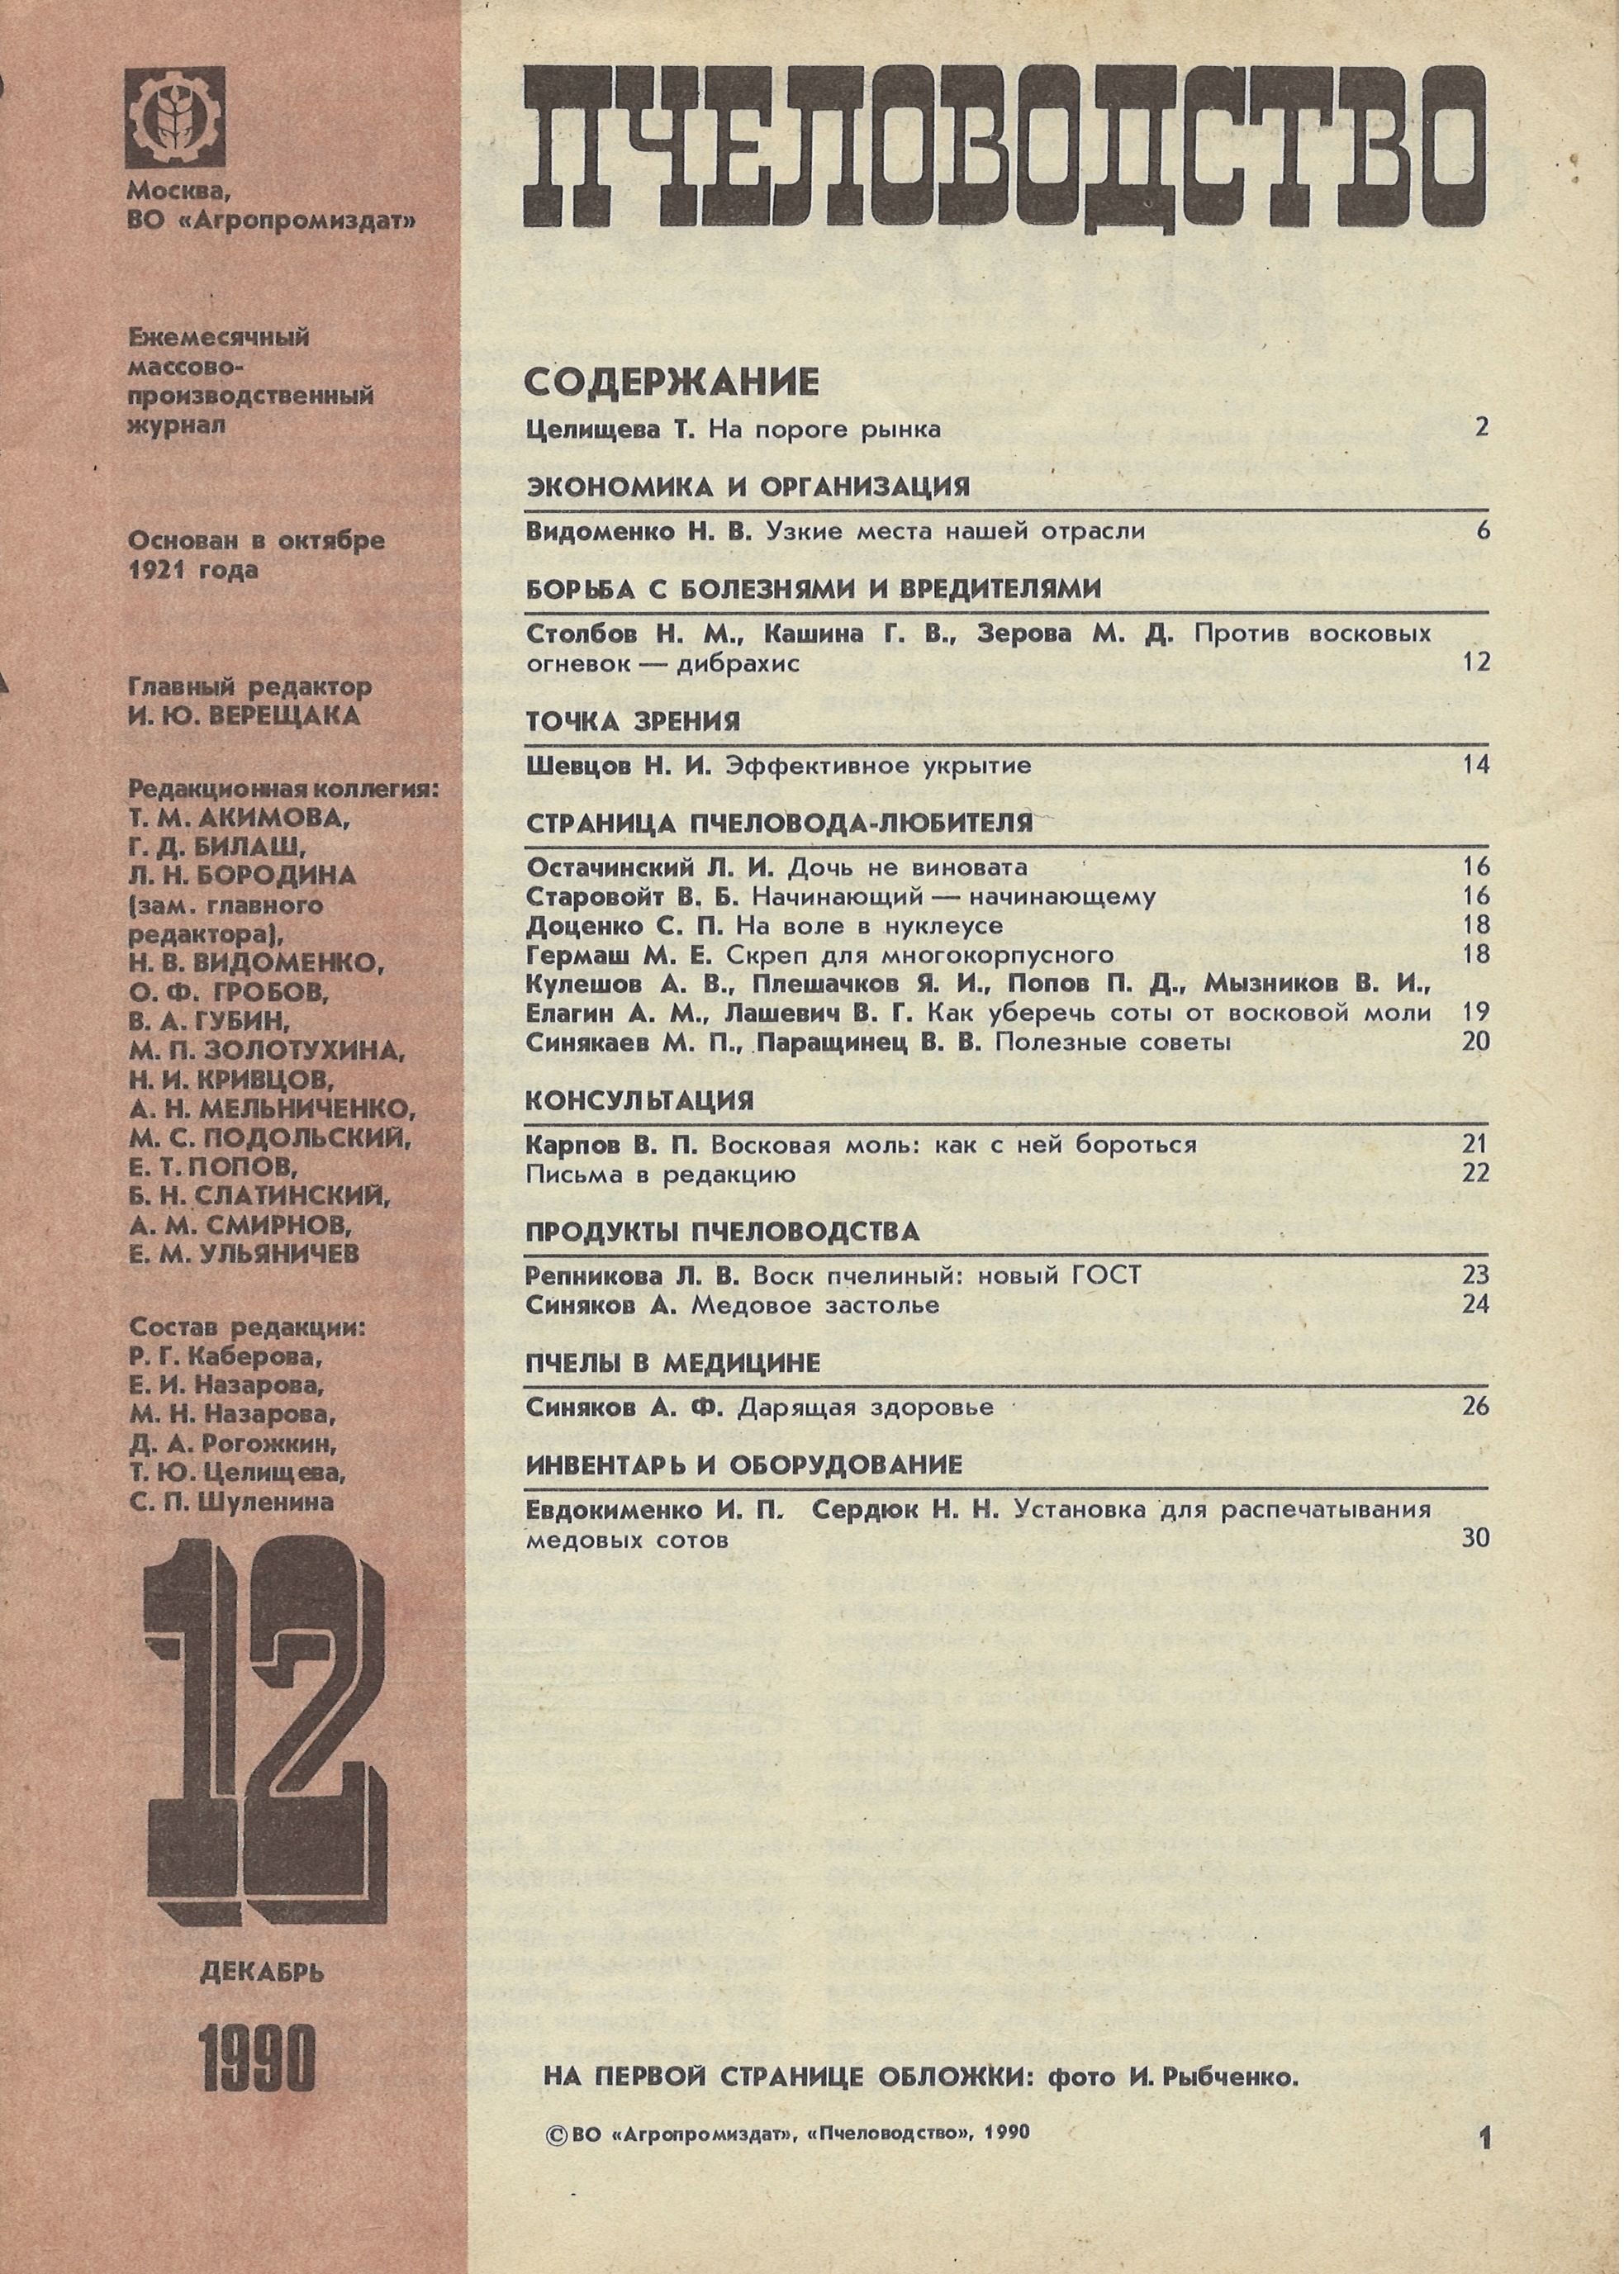 Москва,
ВО «Агропромиздат»
Ежемесячный
массово-
производственный
журнал
Основан в октябре
1921 года
Главный редактор
И. Ю. ВЕРЕЩАКА
Редакционная коллегия:
Т. М. АКИМОВА,
Г. Д. БИЛАШ,
Л. Н. БОРОДИНА
(зам. главного
редактора),
Н. В. ВИДОМЕНКО,
О. Ф. ГРОБОВ,
В. А. ГУБИН,
М. П. ЗОЛОТУХИНА,
Н. И. КРИВЦОВ,
А. Н. МЕЛЬНИЧЕНКО,
М. С. ПОДОЛЬСКИЙ,
Е. Т. ПОПОВ,
Б. Н. СЛАТИНСКИЙ,
А. М. СМИРНОВ,
Е. М. УЛЬЯНИЧЕВ
Состав редакции:
Р. Г. Каберова,
Е. И. Назарова,
М. Н. Назарова,
Д. А. Рогожкин,
Т. Ю. Целищева,
С. П. Шуленина
12
ДЕКАБРЬ
1990
ПЧЕЛОВОДСТВО
СОДЕРЖАНИЕ
Целищева Т. На пороге рынка 2
ЭКОНОМИКА И ОРГАНИЗАЦИЯ
Видоменко Н. В. Узкие места нашей отрасли 6
БОРЬБА С БОЛЕЗНЯМИ И ВРЕДИТЕЛЯМИ
Столбов Н. М., Кашина Г. В., Зерова М. Д. Против восковых
огневок — дибрахис 12
ТОЧКА ЗРЕНИЯ
Шевцов Н. И. Эффективное укрытие 14
СТРАНИЦА ПЧЕЛОВОДА-ЛЮБИТЕЛЯ
Остачинский Л. И. Дочь не виновата 16
Старовойт В. Б. Начинающий — начинающему 16
Доценко С. П. На воле в нуклеусе 18
Гермаш М. Е. Скреп для многокорпусного 18
Кулешов А. В., Плешачков Я. И., Попов П. Д., Мызников В. И.,
Елагин А. М., Лашевич В. Г. Как уберечь соты от восковой моли 19
Синякаев М. П., Паращинец В. В. Полезные советы 20
КОНСУЛЬТАЦИЯ
Карпов В. П. Восковая моль: как с ней бороться 21
Письма в редакцию 22
ПРОДУКТЫ ПЧЕЛОВОДСТВА
Репникова Л. В. Воск пчелиный: новый ГОСТ 23
Синяков А. Медовое застолье 24
ПЧЕЛЫ В МЕДИЦИНЕ
Синяков А. Ф. Дарящая здоровье 26
ИНВЕНТАРЬ И ОБОРУДОВАНИЕ
Евдокименко И. П. Сердюк Н. Н. Установка для распечатывания
медовых сотов 30
НА ПЕРВОЙ СТРАНИЦЕ ОБЛОЖКИ: фото И. Рыбченко.
© ВО «Агропромиздат», «Пчеловодство», 1990
1